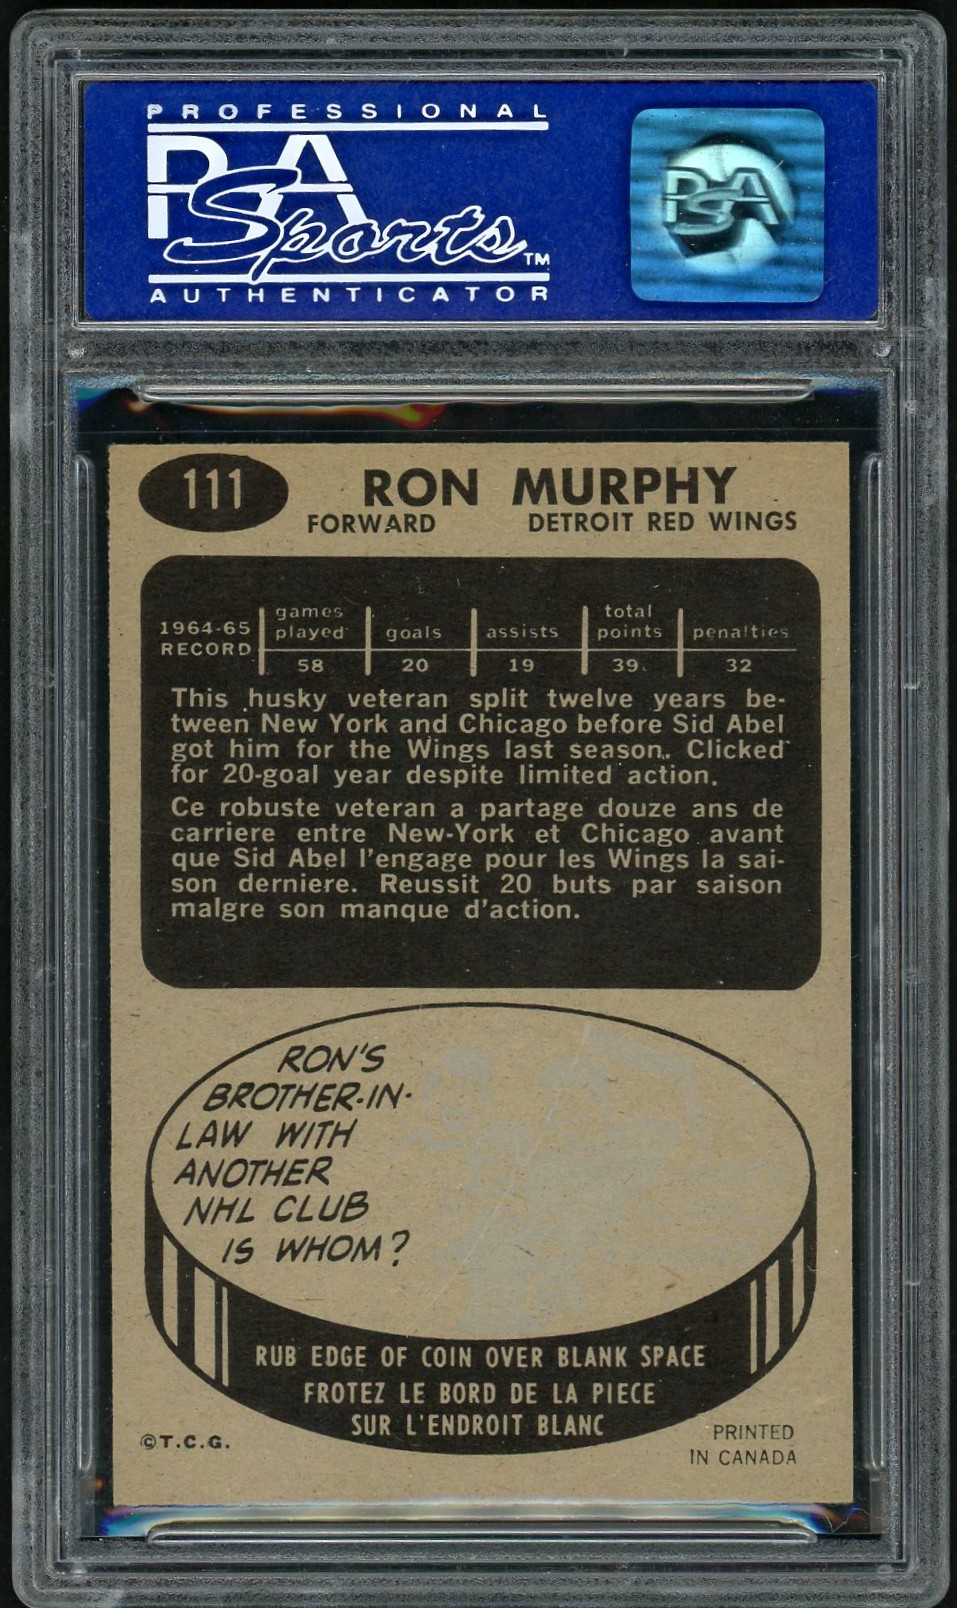 PROFESSIONAL
PSA
Sports TM
AUTHENTICATOR
PSA
111
RON MURPHY
FORWARD DETROIT RED WINGS
1964-65 RECORD
games played goals assists total points penalties
58 20 19 39 32
This husky veteran split twelve years be-
tween New York and Chicago before Sid Abel
got him for the Wings last season. Clicked
for 20-goal year despite limited action.
Ce robuste veteran a partage douze ans de
carriere entre New-York et Chicago avant
que Sid Abel l'engage pour les Wings la sai-
son derniere. Reussit 20 buts par saison
malgre son manque d'action.
RON'S
BROTHER-IN-
LAW WITH
ANOTHER
NHL CLUB
IS WHOM?
RUB EDGE OF COIN OVER BLANK SPACE
FROTEZ LE BORD DE LA PIECE
SUR L'ENDROIT BLANC
©T.C.G.
PRINTED
IN CANADA